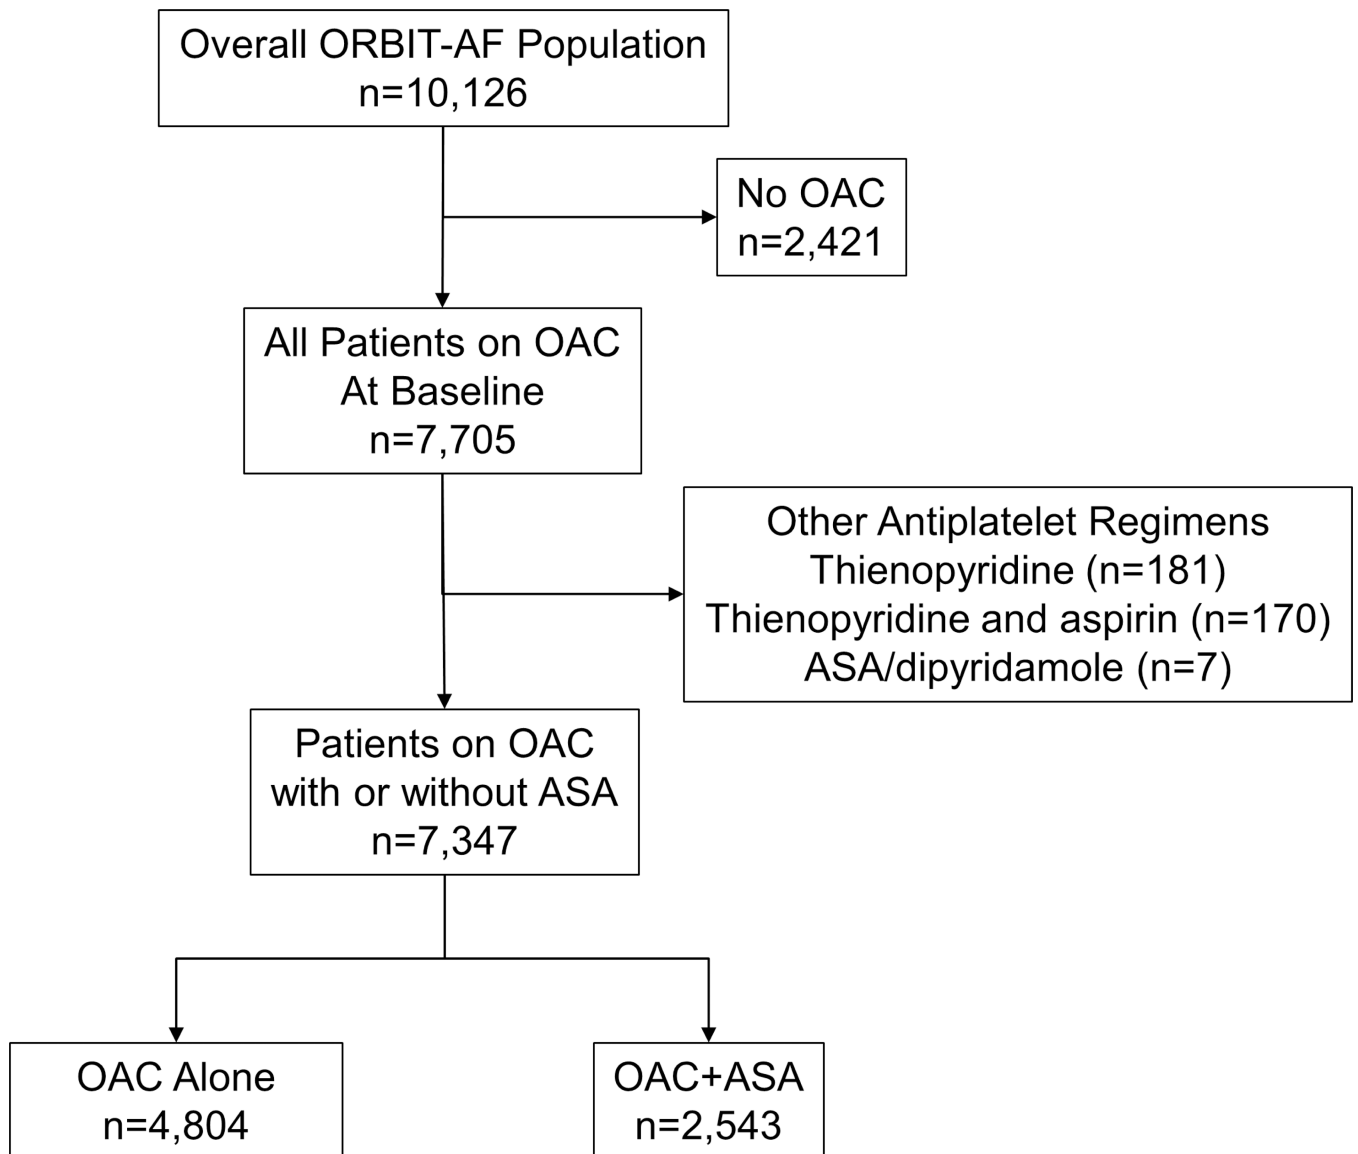 Overall ORBIT-AF Population
n=10,126
No OAC
n=2,421
All Patients on OAC
At Baseline
n=7,705
Other Antiplatelet Regimens
Thienopyridine (n=181)
Thienopyridine and aspirin (n=170)
ASA/dipyridamole (n=7)
Patients on OAC
with or without ASA
n=7,347
OAC Alone
n=4,804
OAC+ASA
n=2,543